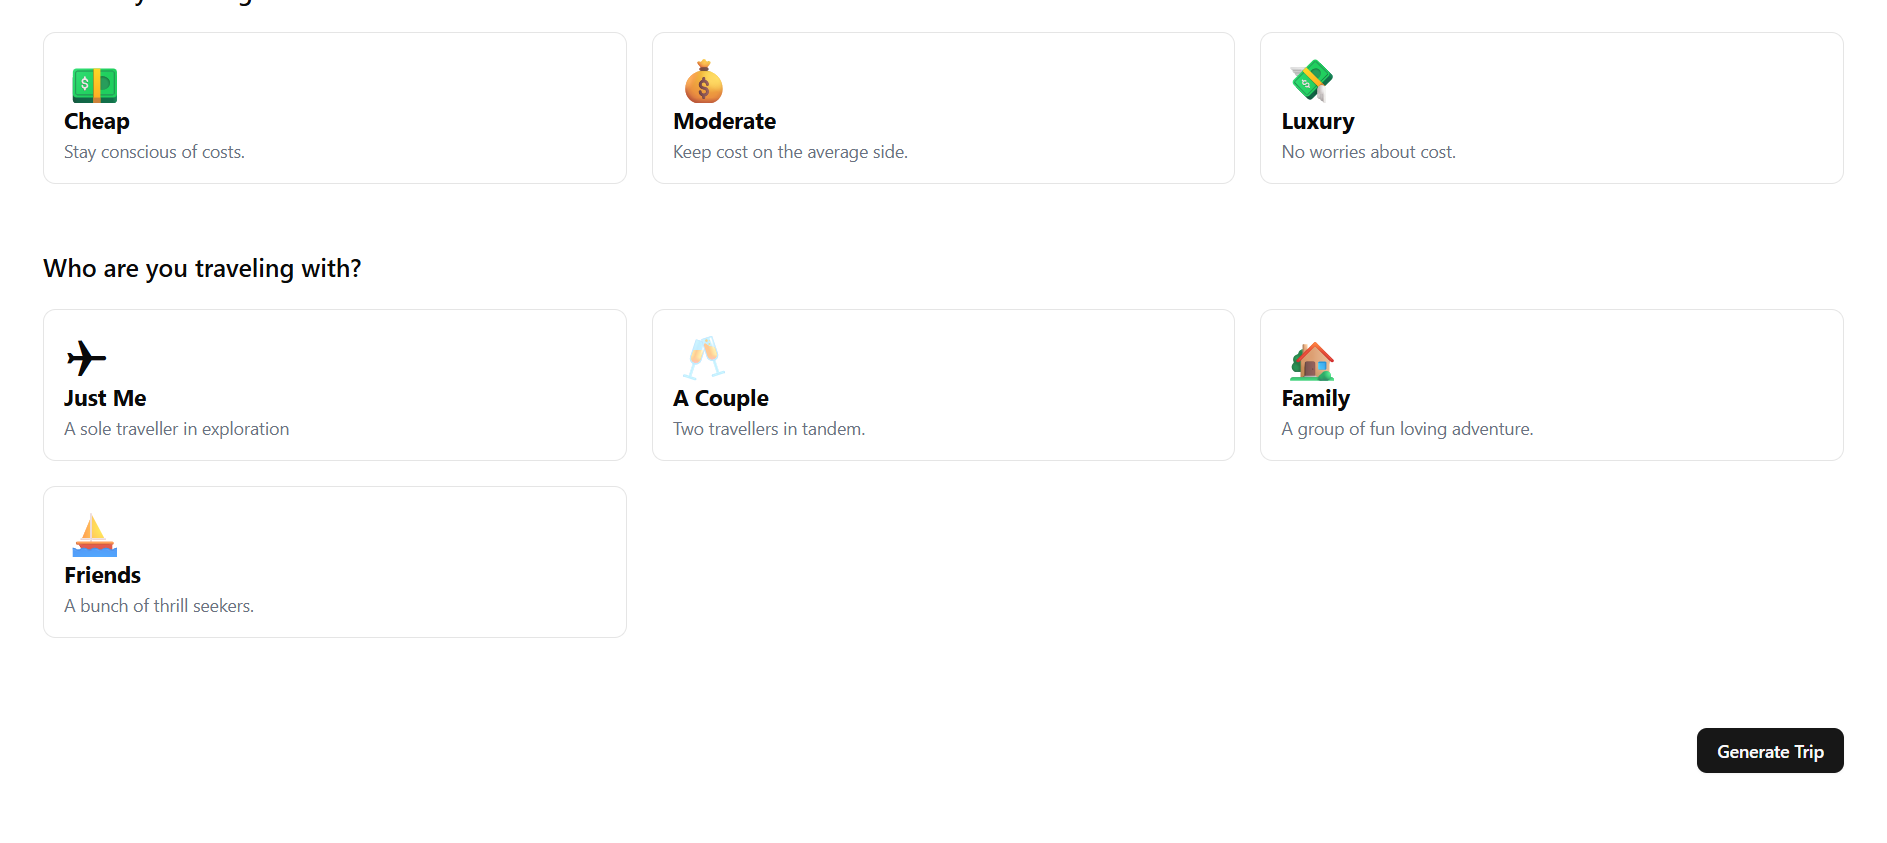 Cheap
Stay conscious of costs.
Moderate
Keep cost on the average side.
Luxury
No worries about cost.
Who are you traveling with?
Just Me
A sole traveller in exploration
A Couple
Two travellers in tandem.
Family
A group of fun loving adventure.
Friends
A bunch of thrill seekers.
Generate Trip